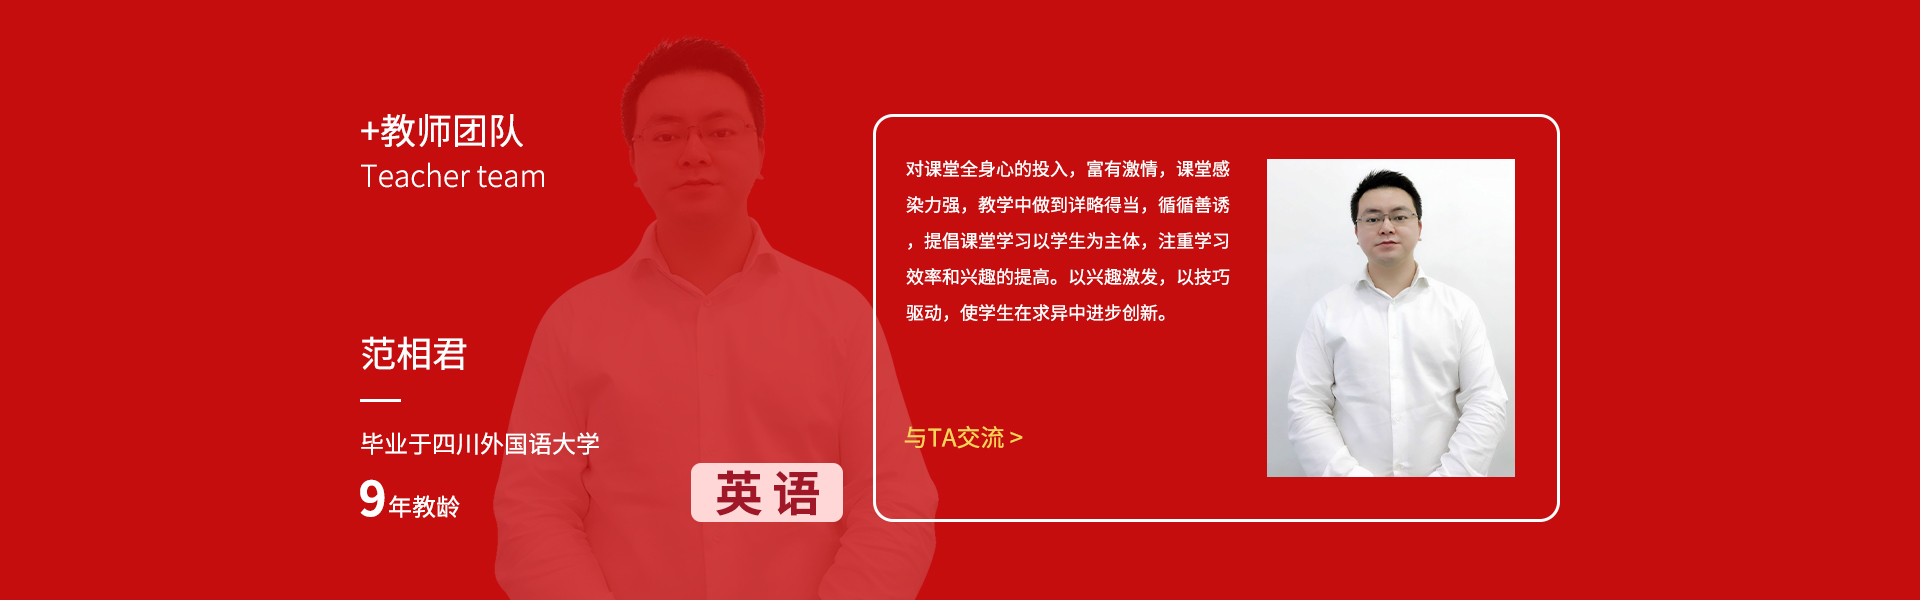 +教师团队
Teacher team
范相君
毕业于四川外国语大学
9年教龄
英语
对课堂全身心的投入，富有激情，课堂感
染力强，教学中做到详略得当，循循善诱
，提倡课堂学习以学生为主体，注重学习
效率和兴趣的提高。以兴趣激发，以技巧
驱动，使学生在求异中进步创新。
与TA交流 >